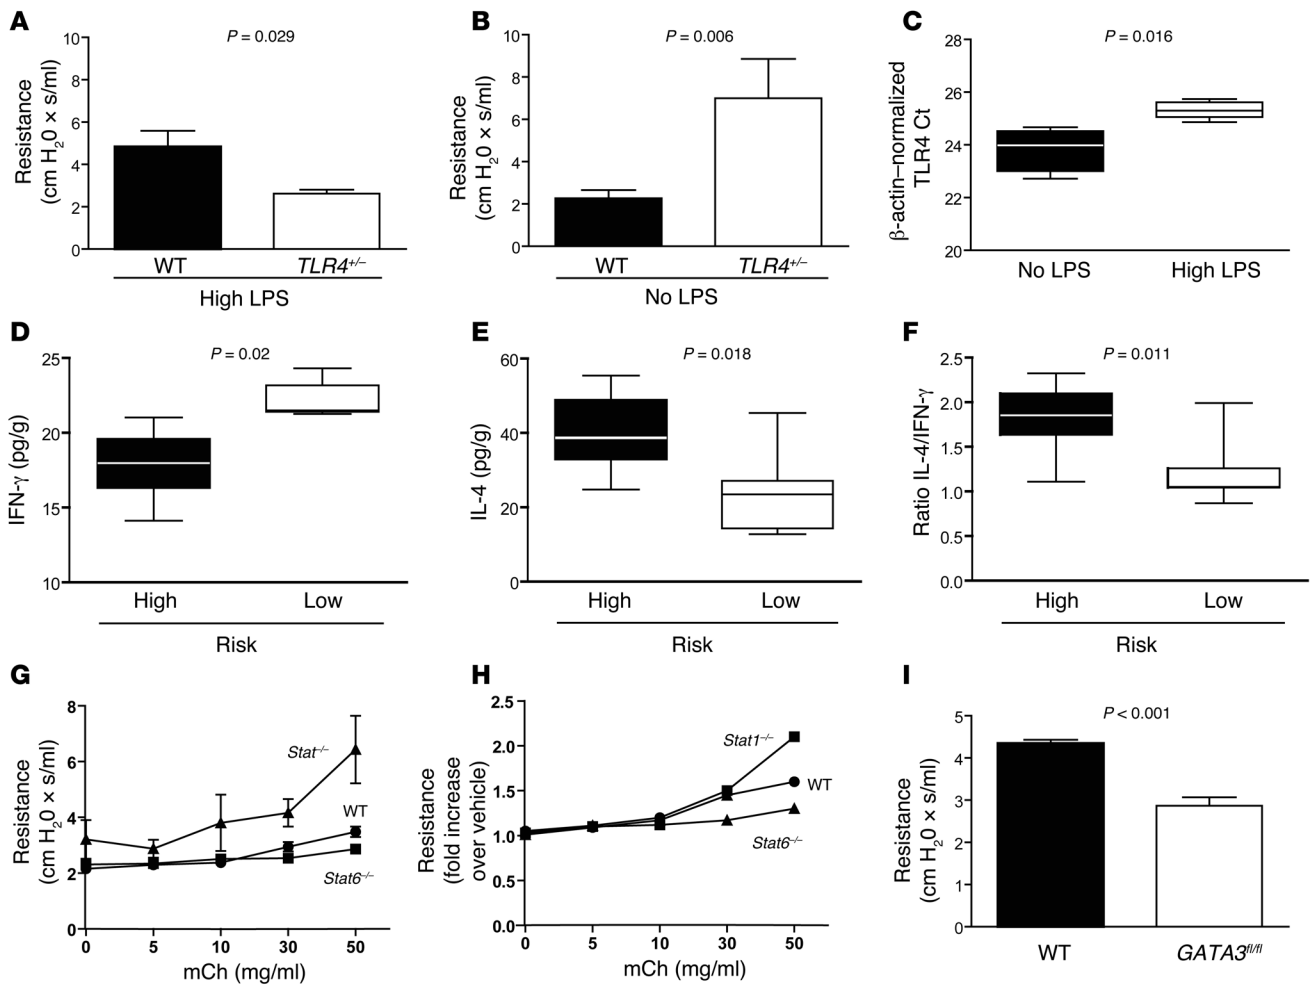 A
P = 0.029
Resistance
(cm H20 × s/ml)
10
8
6
4
2
0
WT
TLR4+/–
High LPS
B
P = 0.006
Resistance
(cm H20 × s/ml)
10
8
6
4
2
0
WT
TLR4+/–
No LPS
C
P = 0.016
β-actin–normalized
TLR4 Ct
28
26
24
22
20
No LPS
High LPS
D
P = 0.02
IFN-γ (pg/g)
25
20
15
10
High
Low
Risk
E
P = 0.018
IL-4 (pg/g)
60
40
20
0
High
Low
Risk
F
P = 0.011
Ratio IL-4/IFN-γ
2.5
2.0
1.5
1.0
0.5
0.0
High
Low
Risk
G
Resistance
(cm H20 × s/ml)
8
6
4
2
0
Stat–/–
WT
Stat6–/–
0 5 10 30 50
mCh (mg/ml)
H
Resistance
(fold increase
over vehicle)
2.5
2.0
1.5
1.0
0.5
0.0
Stat1–/–
WT
Stat6–/–
0 5 10 30 50
mCh (mg/ml)
I
P < 0.001
Resistance
(cm H20 × s/ml)
5
4
3
2
1
0
WT
GATA3fl/fl